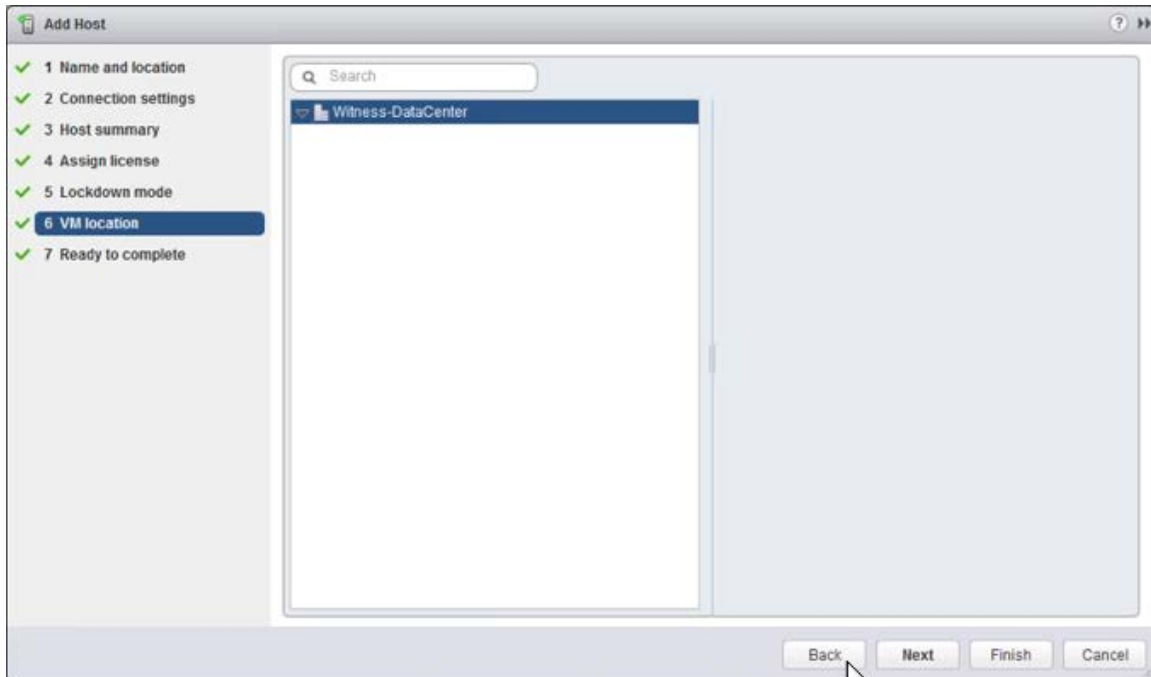 Add Host
?
1 Name and location
2 Connection settings
3 Host summary
4 Assign license
5 Lockdown mode
6 VM location
7 Ready to complete
Search
Witness-DataCenter
Back Next Finish Cancel